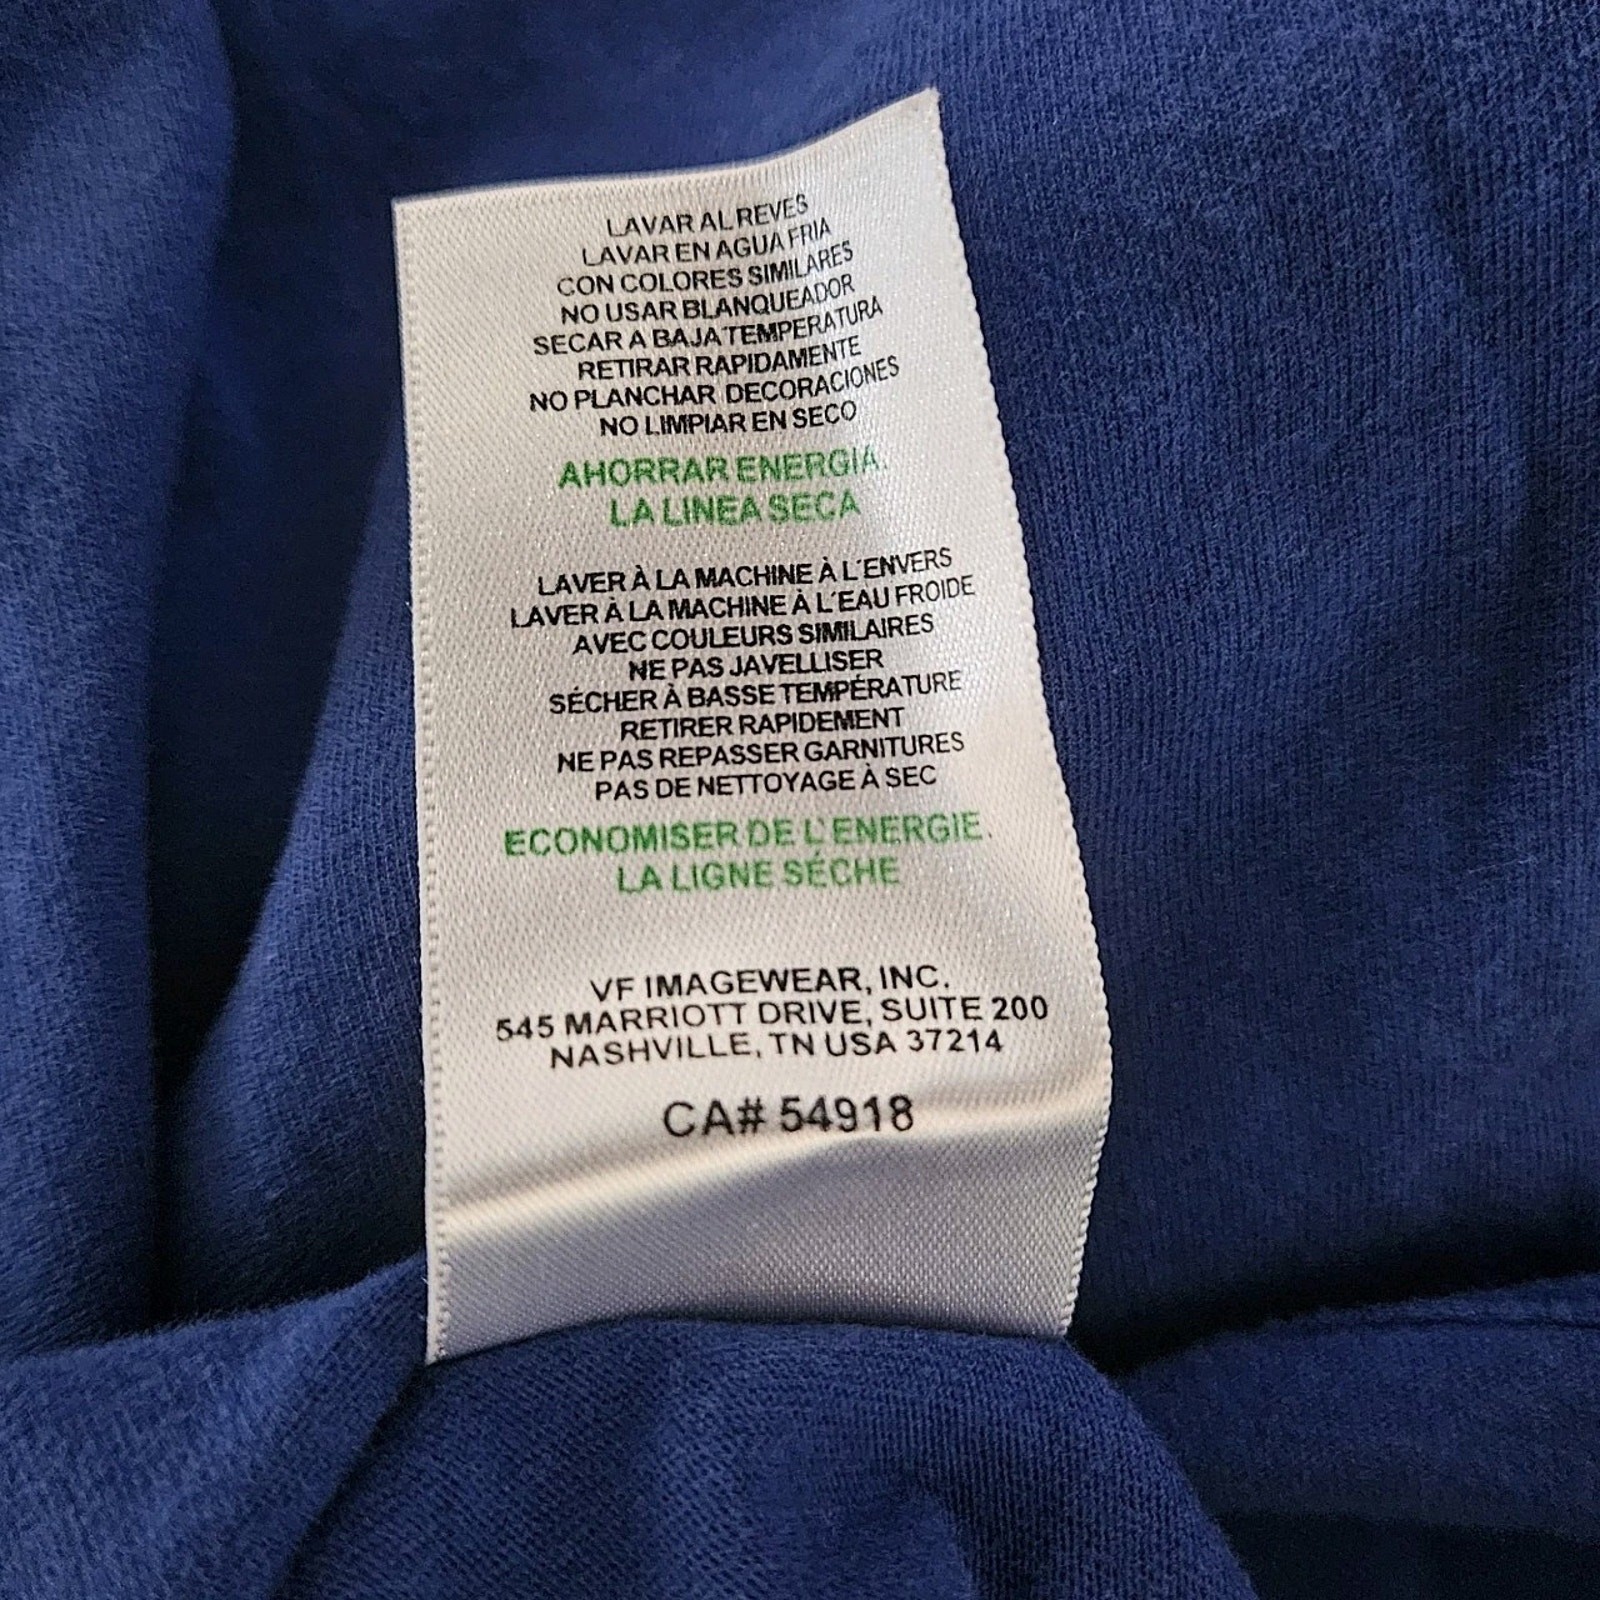 LAVAR AL REVES
LAVAR EN AGUA FRIA
CON COLORES SIMILARES
NO USAR BLANQUEADOR
SECAR A BAJA TEMPERATURA
RETIRAR RAPIDAMENTE
NO PLANCHAR DECORACIONES
NO LIMPIAR EN SECO
AHORRAR ENERGIA.
LA LINEA SECA
LAVER À LA MACHINE À L'ENVERS
LAVER À LA MACHINE À L'EAU FROIDE
AVEC COULEURS SIMILAIRES
NE PAS JAVELLISER
SÉCHER À BASSE TEMPÉRATURE
RETIRER RAPIDEMENT
NE PAS REPASSER GARNITURES
PAS DE NETTOYAGE À SEC
ECONOMISER DE L'ENERGIE.
LA LIGNE SÉCHE
VF IMAGEWEAR, INC.
545 MARRIOTT DRIVE, SUITE 200
NASHVILLE, TN USA 37214
CA# 54918